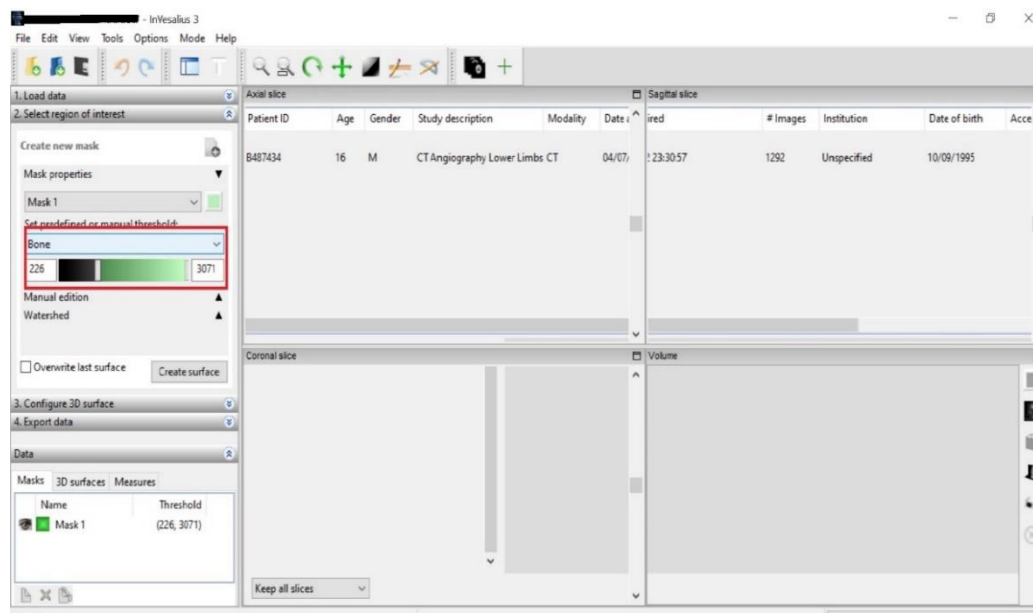 - InVesalius 3
File Edit View Tools Options Mode Help
1. Load data
2. Select region of interest
Create new mask
Mask properties
Mask 1
Set predefined or manual threshold:
Bone
226 3071
Manual edition
Watershed
Overwrite last surface Create surface
3. Configure 3D surface
4. Export data
Data
Masks 3D surfaces Measures
Name Threshold
Mask 1 (226, 3071)
Axial slice
Patient ID Age Gender Study description Modality Date
B487434 16 M CT Angiography Lower Limbs CT 04/07/
Sagittal slice
ired # Images Institution Date of birth Acce
23:30:57 1292 Unspecified 10/09/1995
Coronal slice
Keep all slices
Volume